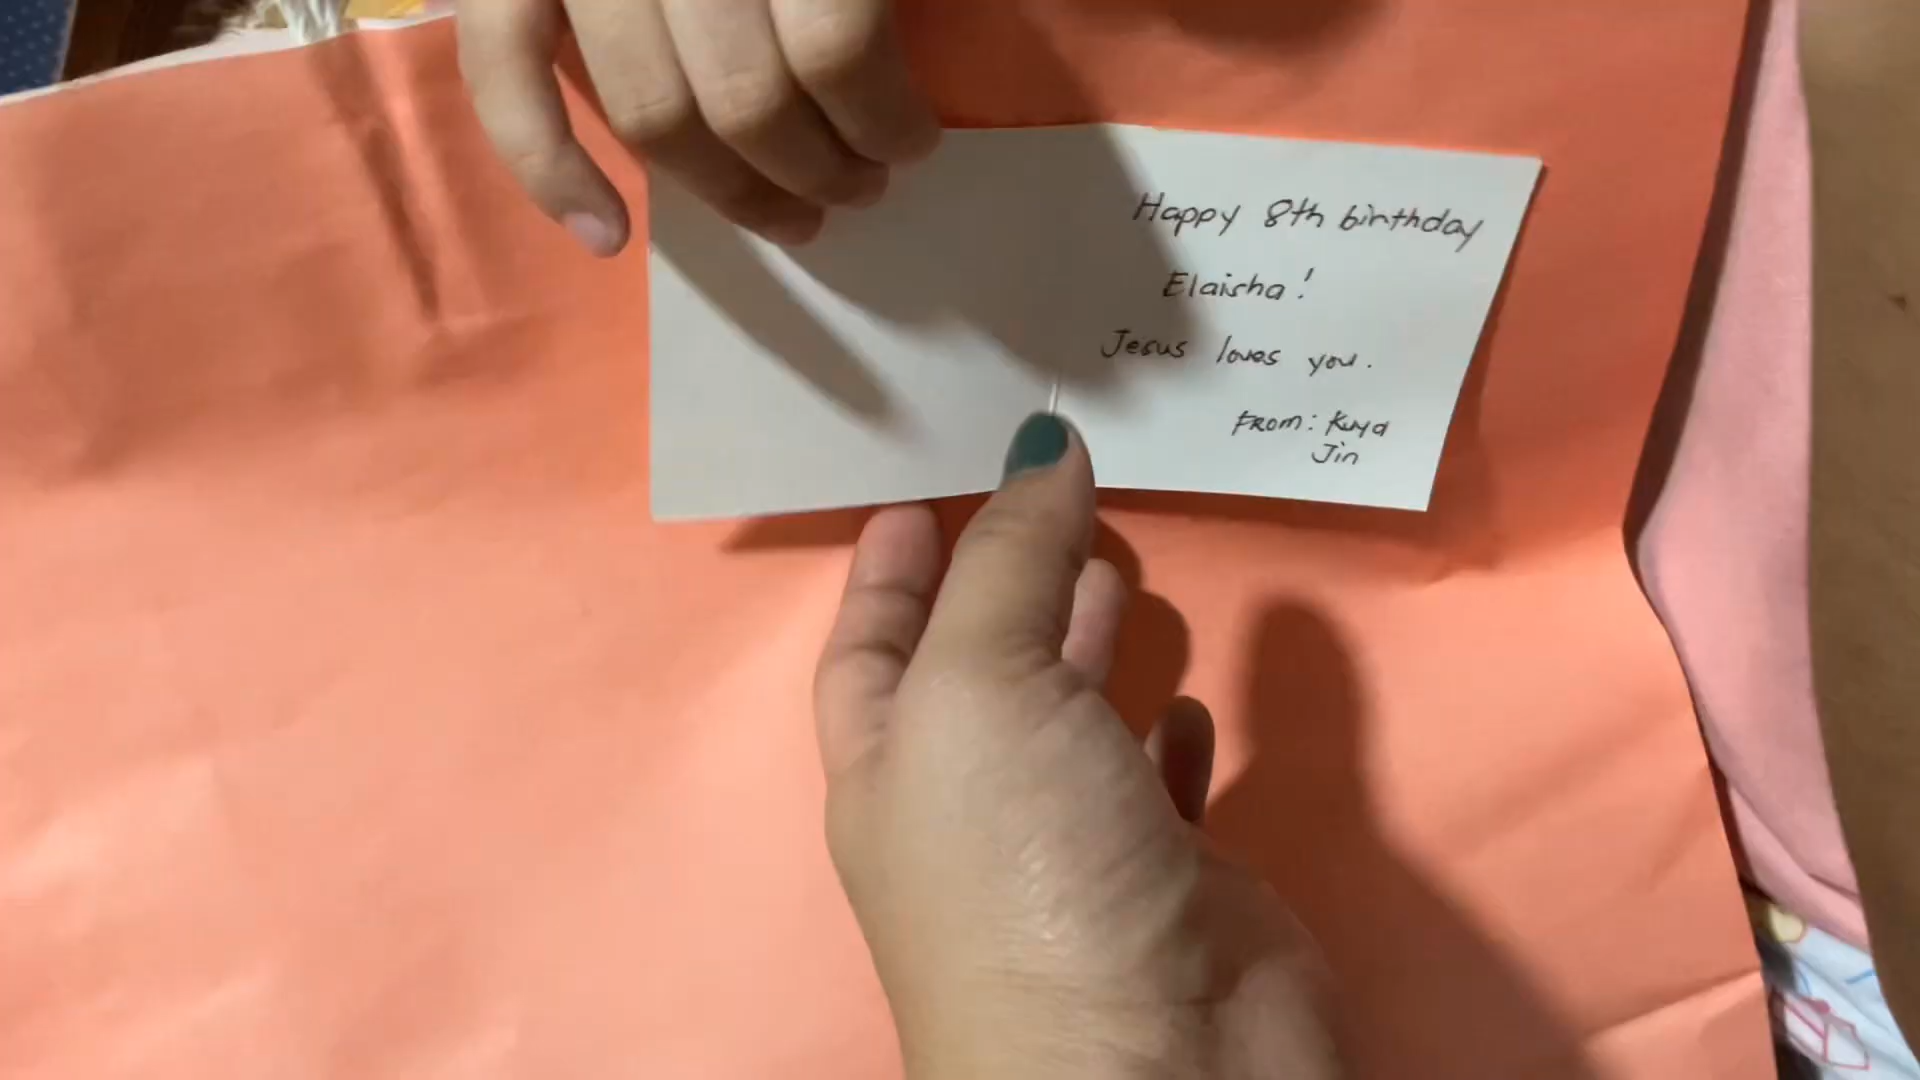 Happy 8th birthday
Elaisha!
Jesus loves you.
From: Kuya
Jin